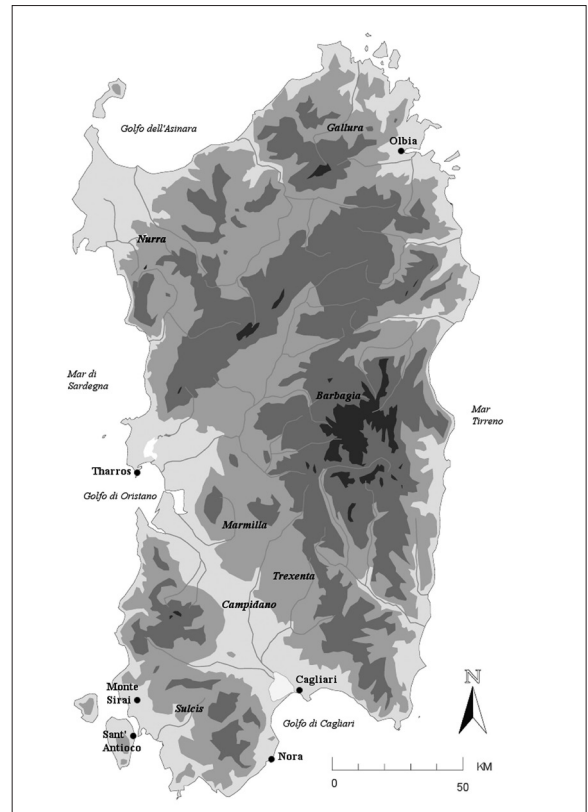 Golfo dell'Asinara
Gallura
Olbia
Nurra
Mar di
Sardegna
Barbagia
Mar
Tirreno
Tharros
Golfo di Oristano
Marmilla
Trexenta
Campidano
Monte
Sirai
Cagliari
Sulcis
Golfo di Cagliari
Sant'
Antioco
Nora
N
KM
0 50